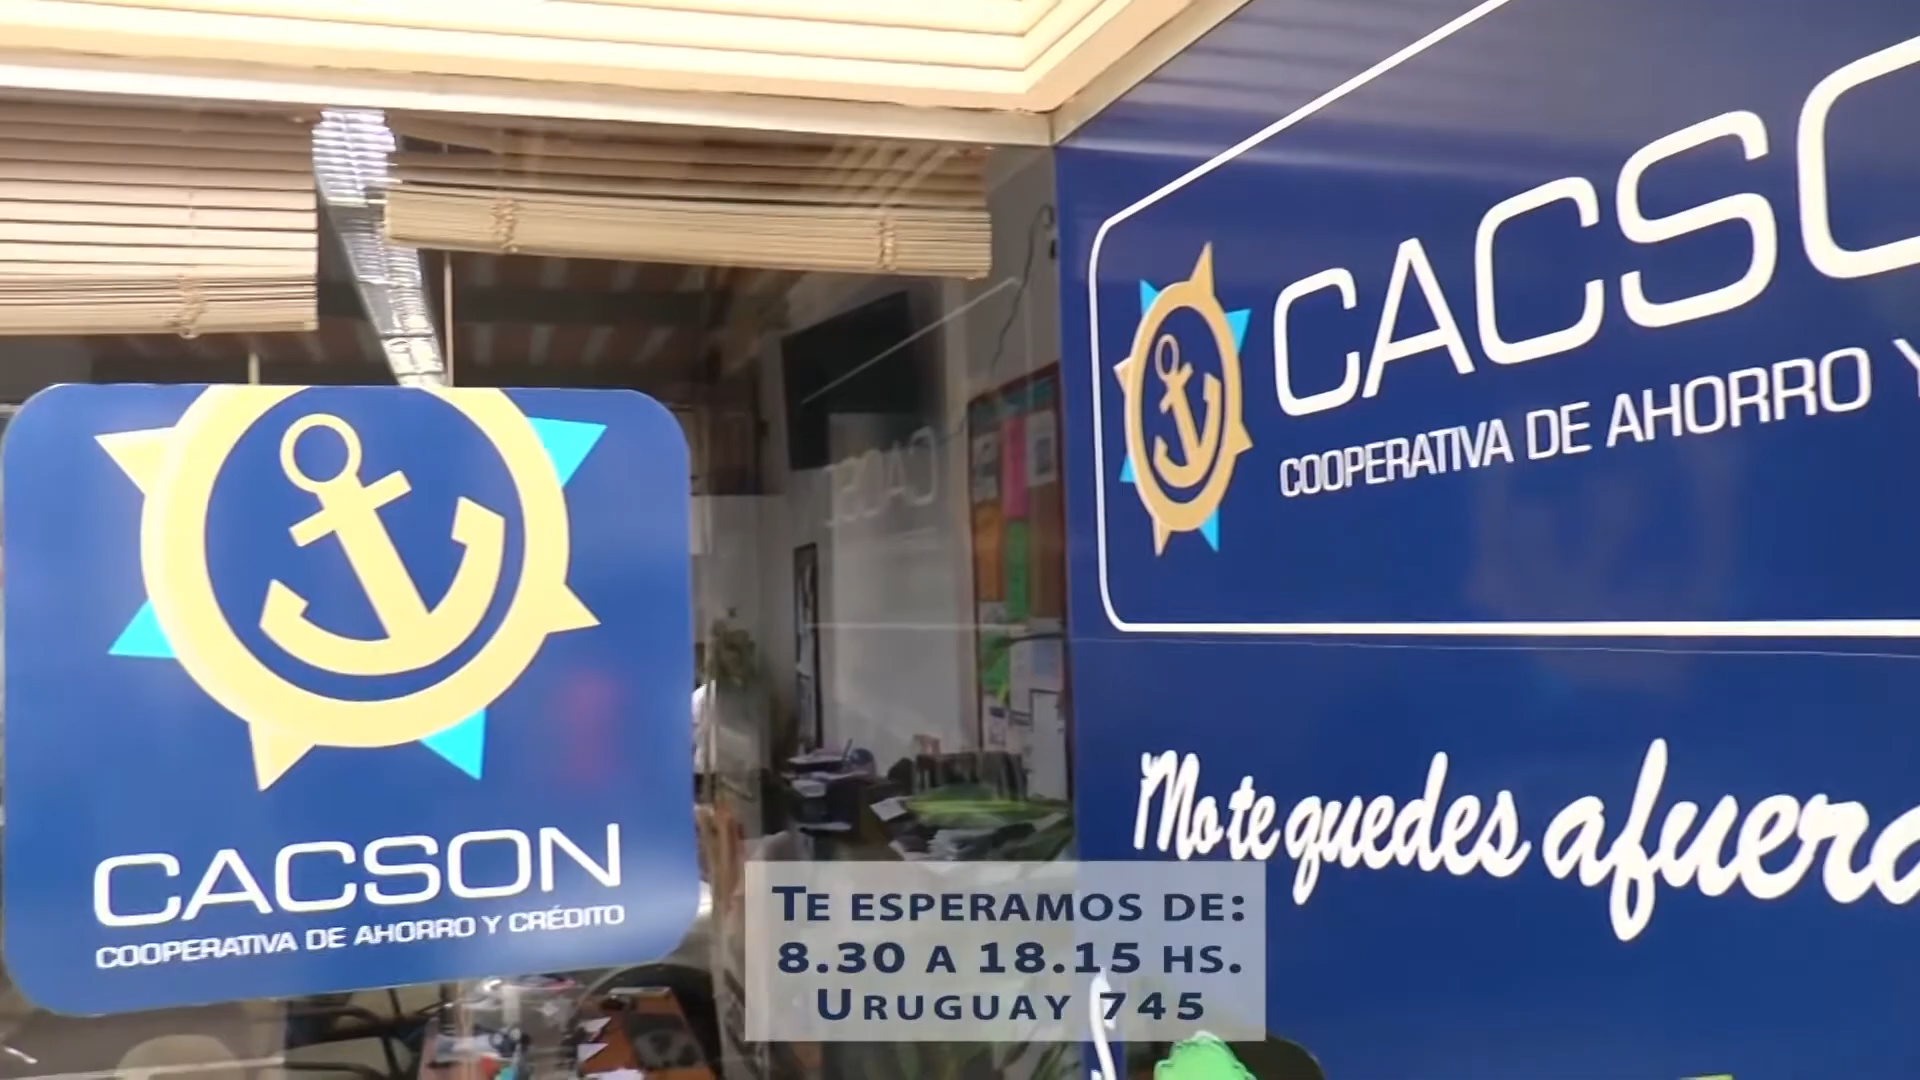 CACSON
COOPERATIVA DE AHORRO Y CRÉDITO
CACSO
COOPERATIVA DE AHORRO Y
¡No te quedes afuera
TE ESPERAMOS DE:
8.30 A 18.15 HS.
URUGUAY 745